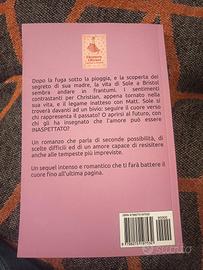 Dopo la fuga sotto la pioggia, e la scoperta del
segreto di sua madre, la vita di Sole a Bristol
sembra andare in frantumi. I sentimenti
contrastanti per Christian, appena tornato nella
sua vita, e il legame inatteso con Matt. Sole si
troverà davanti ad un bivio: seguire il cuore verso
chi rappresenta il passato? O aprirsi al futuro, con
chi gli ha insegnato che l'amore può essere
INASPETTATO?
Un romanzo che parla di seconde possibilità, di
scelte difficili ed di un amore capace di resistere
anche alle tempeste più impreviste.
Un sequel intenso e romantico che ti farà battere il
cuore fino all'ultima pagina.
Subito